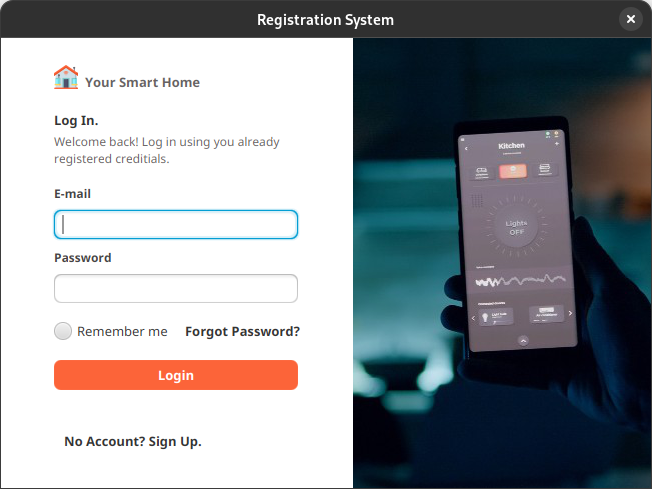 Registration System
Your Smart Home
Log In.
Welcome back! Log in using you already
registered creditials.
E-mail
Password
Remember me
Forgot Password?
Login
No Account? Sign Up.
Kitchen
Lights
OFF